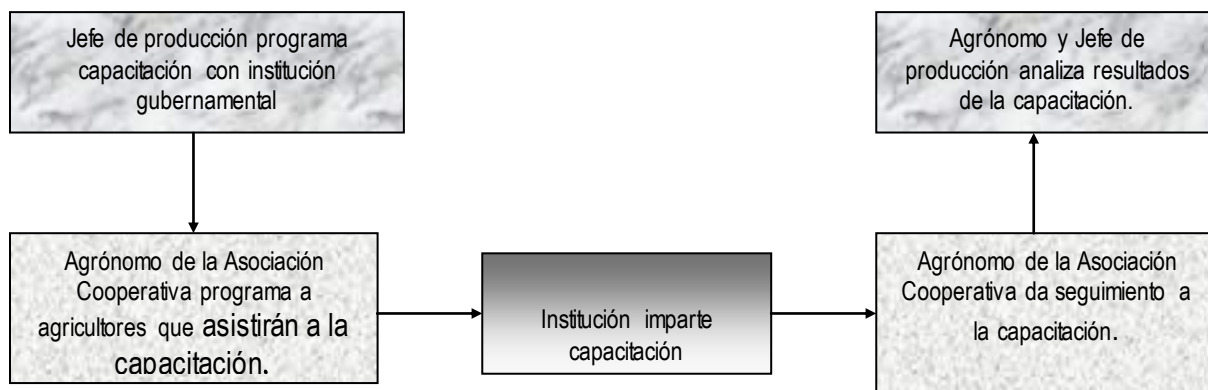 Jefe de producción programa
capacitación con institución
gubernamental
Agrónomo de la Asociación
Cooperativa programa a
agricultores que asistirán a la
capacitación.
Institución imparte
capacitación
Agrónomo de la Asociación
Cooperativa da seguimiento a
la capacitación.
Agrónomo y Jefe de
producción analiza resultados
de la capacitación.